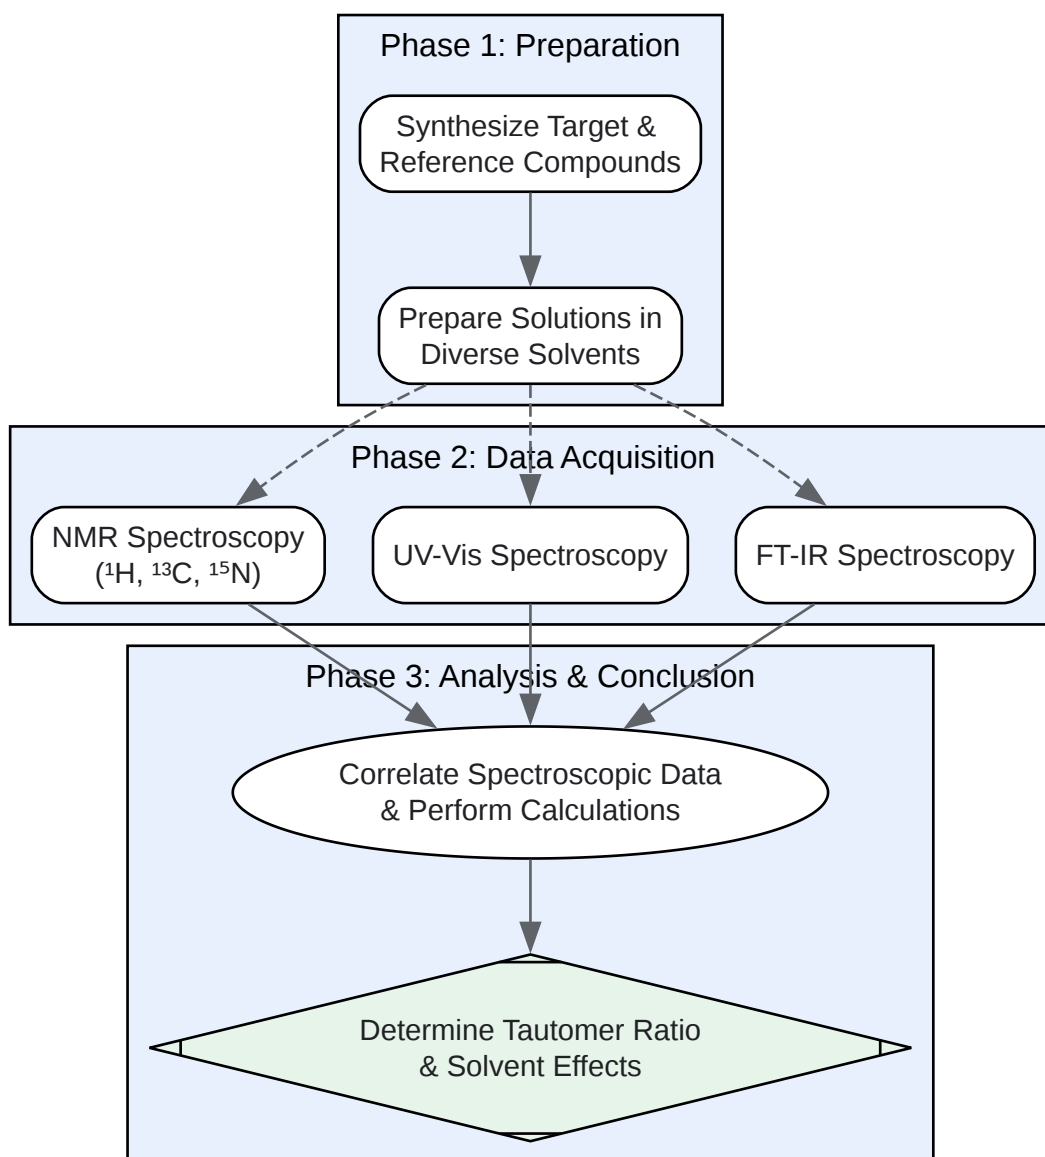 Phase 1: Preparation
Synthesize Target &
Reference Compounds
Prepare Solutions in
Diverse Solvents
Phase 2: Data Acquisition
NMR Spectroscopy
(¹H, ¹³C, ¹⁵N)
UV-Vis Spectroscopy
FT-IR Spectroscopy
Phase 3: Analysis & Conclusion
Correlate Spectroscopic Data
& Perform Calculations
Determine Tautomer Ratio
& Solvent Effects